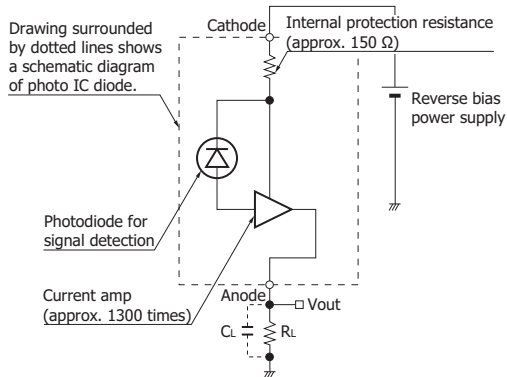 Drawing surrounded
by dotted lines shows
a schematic diagram
of photo IC diode.
Cathode
Internal protection resistance
(approx. 150 Ω)
Reverse bias
power supply
Photodiode for
signal detection
Current amp
(approx. 1300 times)
Anode
Vout
CL
RL